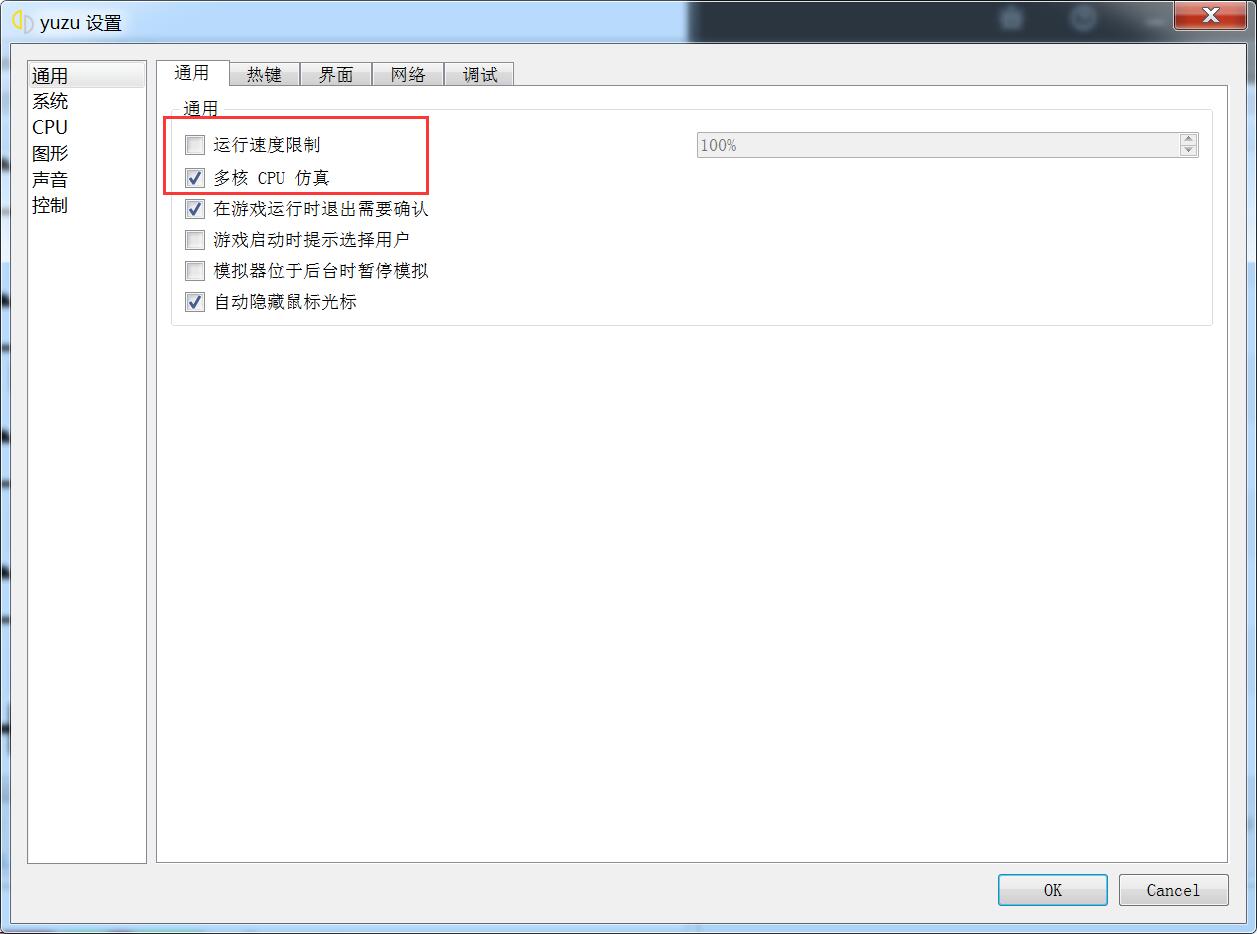 yuzu 设置
通用
系统
CPU
图形
声音
控制
通用 热键 界面 网络 调试
通用
运行速度限制 100%
多核 CPU 仿真
在游戏运行时退出需要确认
游戏启动时提示选择用户
模拟器位于后台时暂停模拟
自动隐藏鼠标光标
OK Cancel